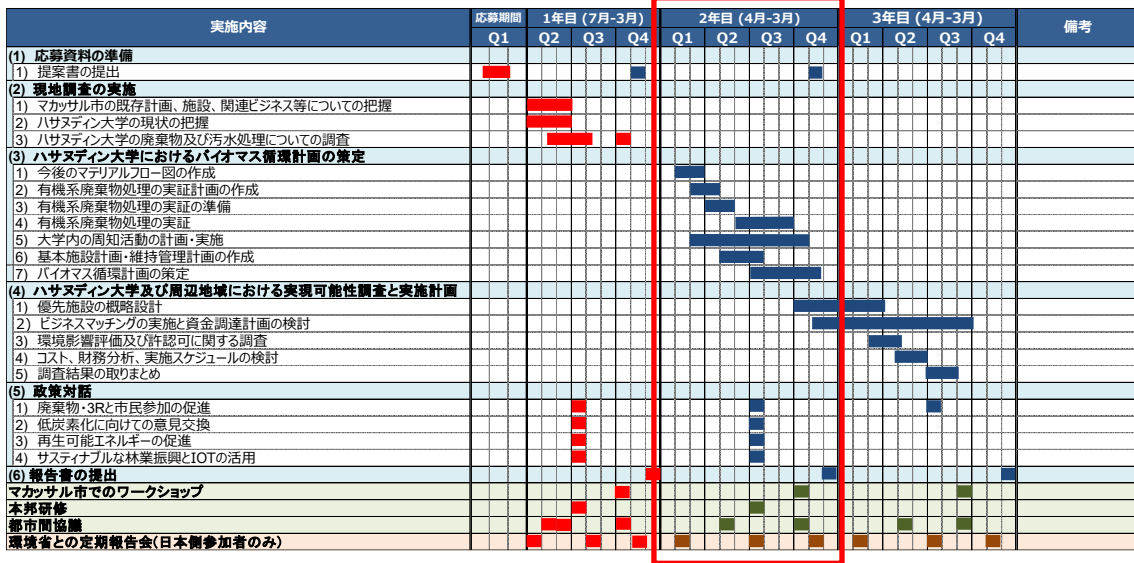 実施内容
応募期間
1年目 (7月-3月)
2年目 (4月-3月)
3年目 (4月-3月)
備考
Q1 Q2 Q3 Q4 Q1 Q2 Q3 Q4 Q1 Q2 Q3 Q4
(1) 応募資料の準備
1) 提案書の提出
(2) 現地調査の実施
1) マカッサル市の既存計画、施設、関連ビジネス等についての把握
2) ハサヌディン大学の現状の把握
3) ハサヌディン大学の廃棄物及び汚水処理についての調査
(3) ハサヌディン大学におけるバイオマス循環計画の策定
1) 今後のマテリアルフロー図の作成
2) 有機系廃棄物処理の実証計画の作成
3) 有機系廃棄物処理の実証の準備
4) 有機系廃棄物処理の実証
5) 大学内の周知活動の計画・実施
6) 基本施設計画・維持管理計画の作成
7) バイオマス循環計画の策定
(4) ハサヌディン大学及び周辺地域における実現可能性調査と実施計画
1) 優先施設の概略設計
2) ビジネスマッチングの実施と資金調達計画の検討
3) 環境影響評価及び許認可に関する調査
4) コスト、財務分析、実施スケジュールの検討
5) 調査結果の取りまとめ
(5) 政策対話
1) 廃棄物・3Rと市民参加の促進
2) 低炭素化に向けての意見交換
3) 再生可能エネルギーの促進
4) サスティナブルな林業振興とIOTの活用
(6) 報告書の提出
マカッサル市でのワークショップ
本邦研修
都市間協議
環境省との定期報告会(日本側参加者のみ)